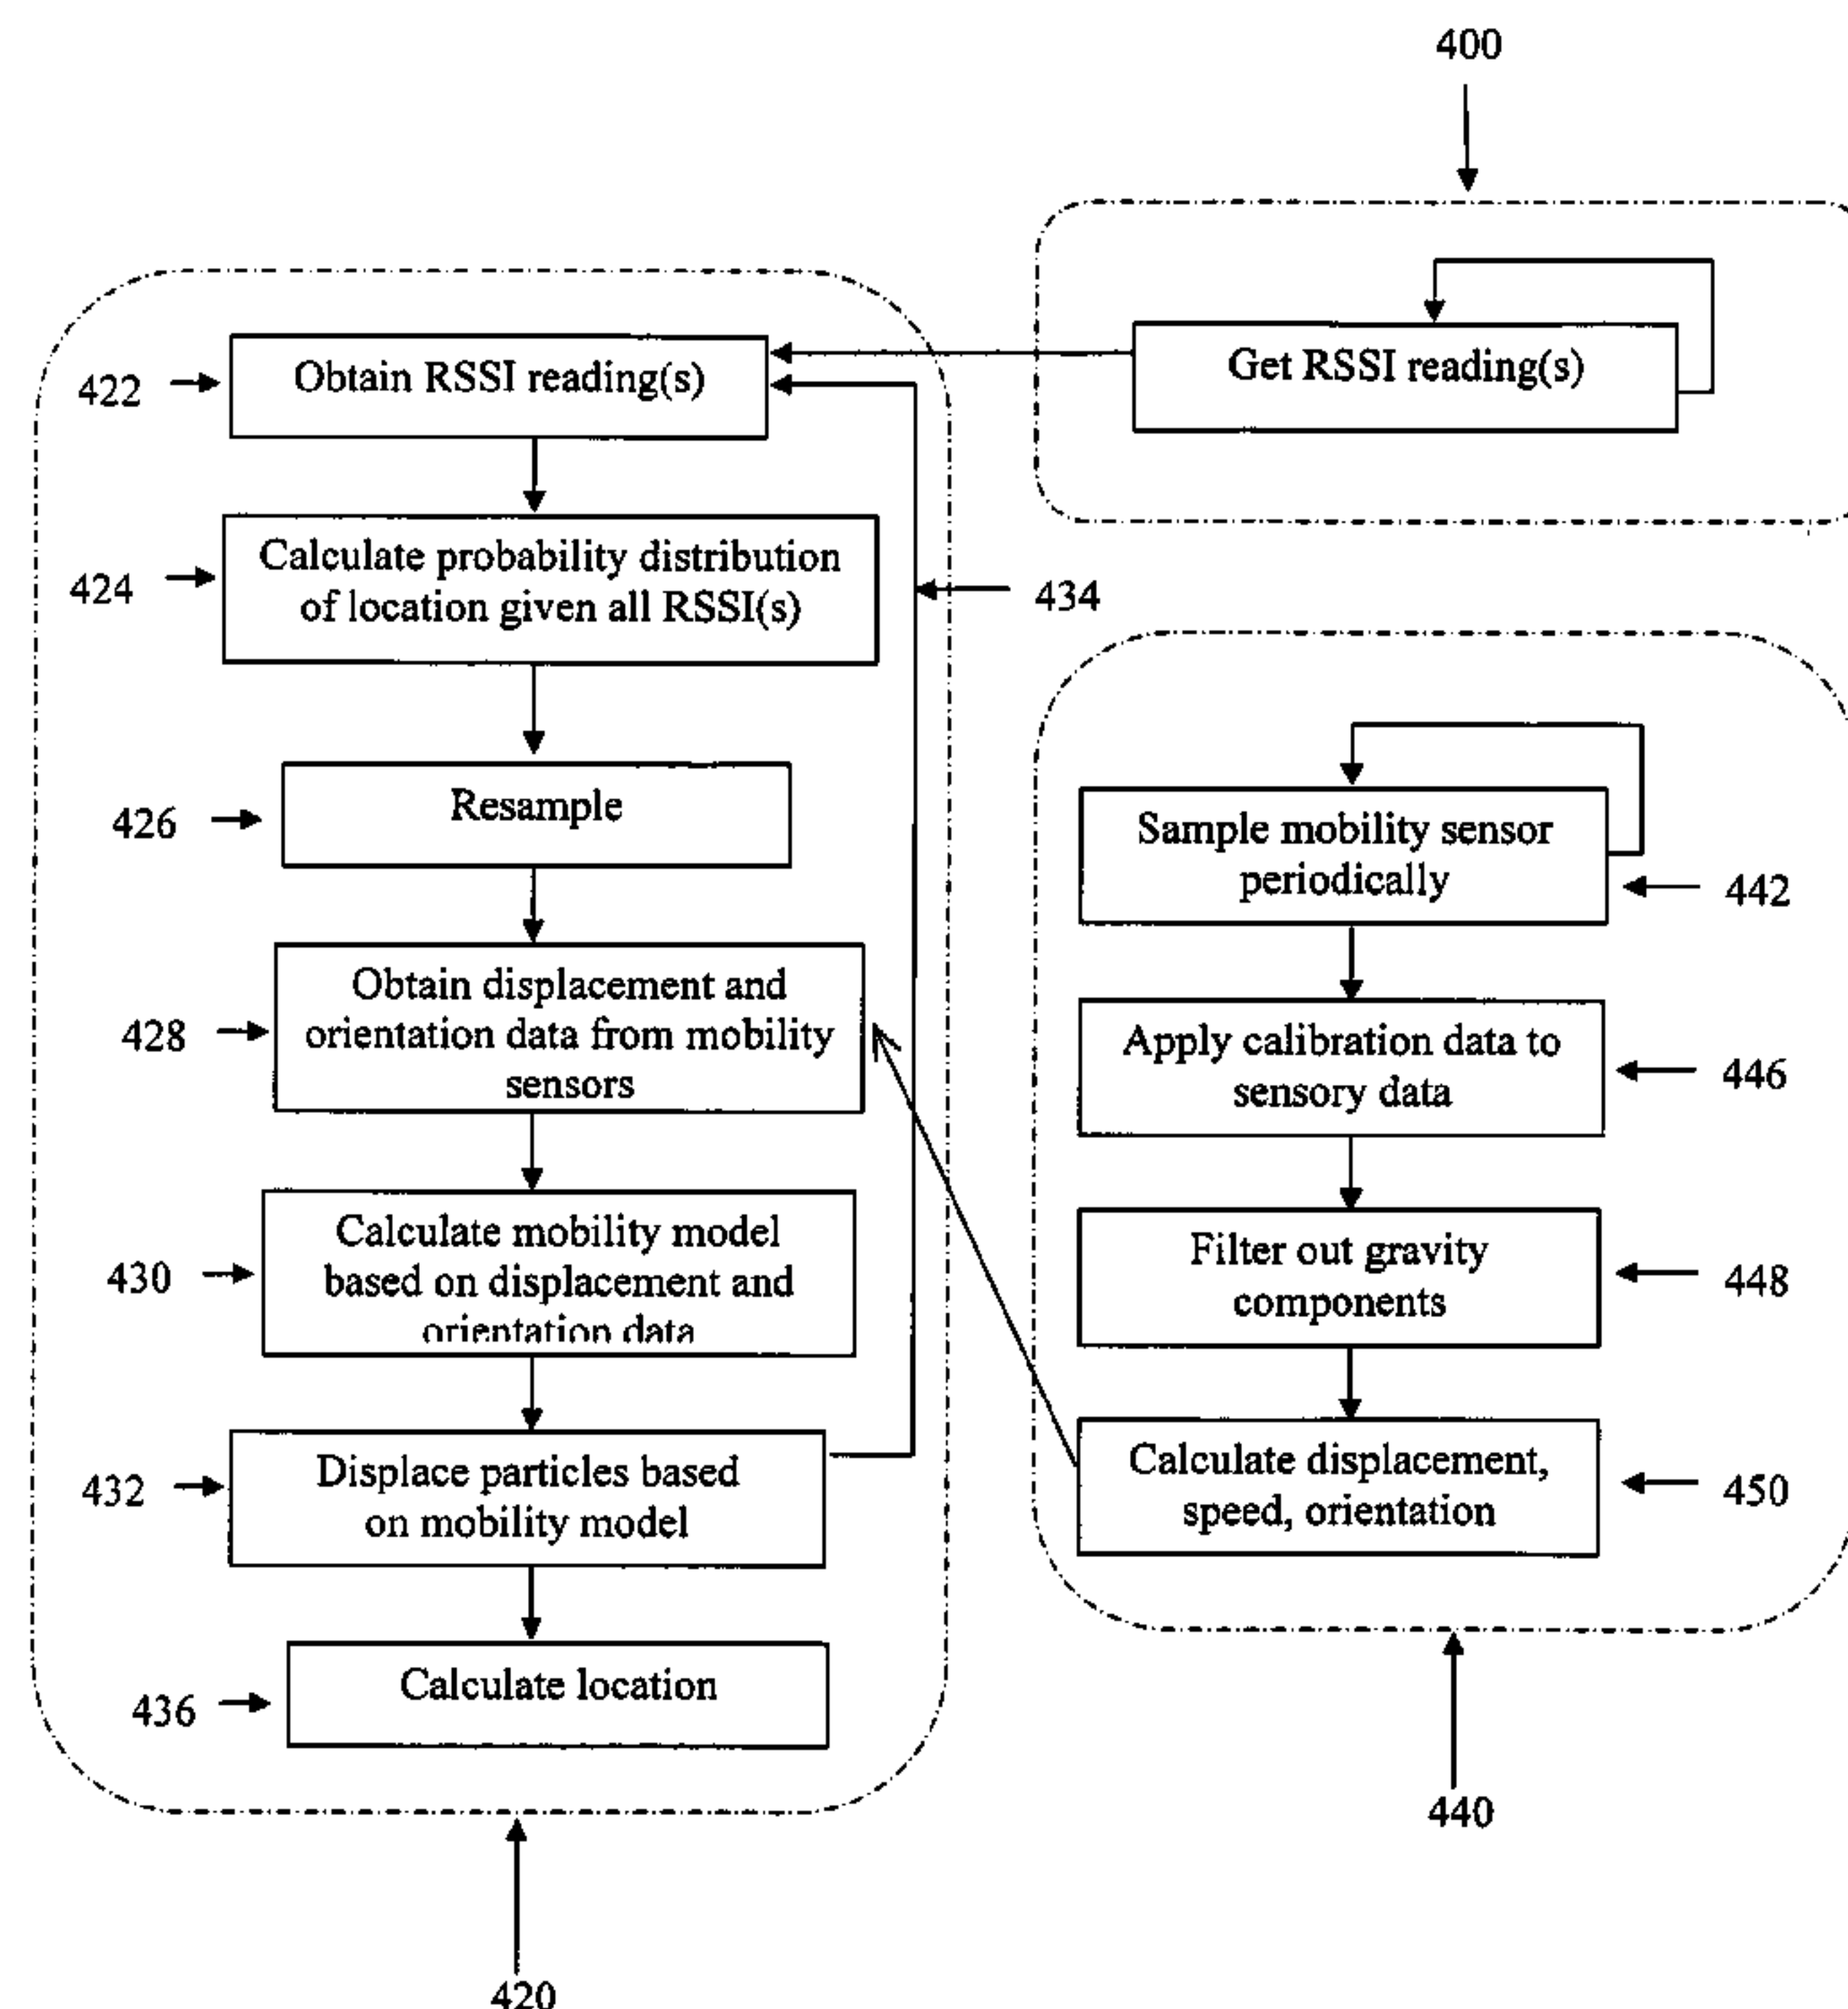 400
Get RSSI reading(s)
422
Obtain RSSI reading(s)
424
Calculate probability distribution
of location given all RSSI(s)
434
426
Resample
428
Obtain displacement and
orientation data from mobility
sensors
430
Calculate mobility model
based on displacement and
orientation data
432
Displace particles based
on mobility model
436
Calculate location
420
Sample mobility sensor
periodically
442
Apply calibration data to
sensory data
446
Filter out gravity
components
448
Calculate displacement,
speed, orientation
450
440